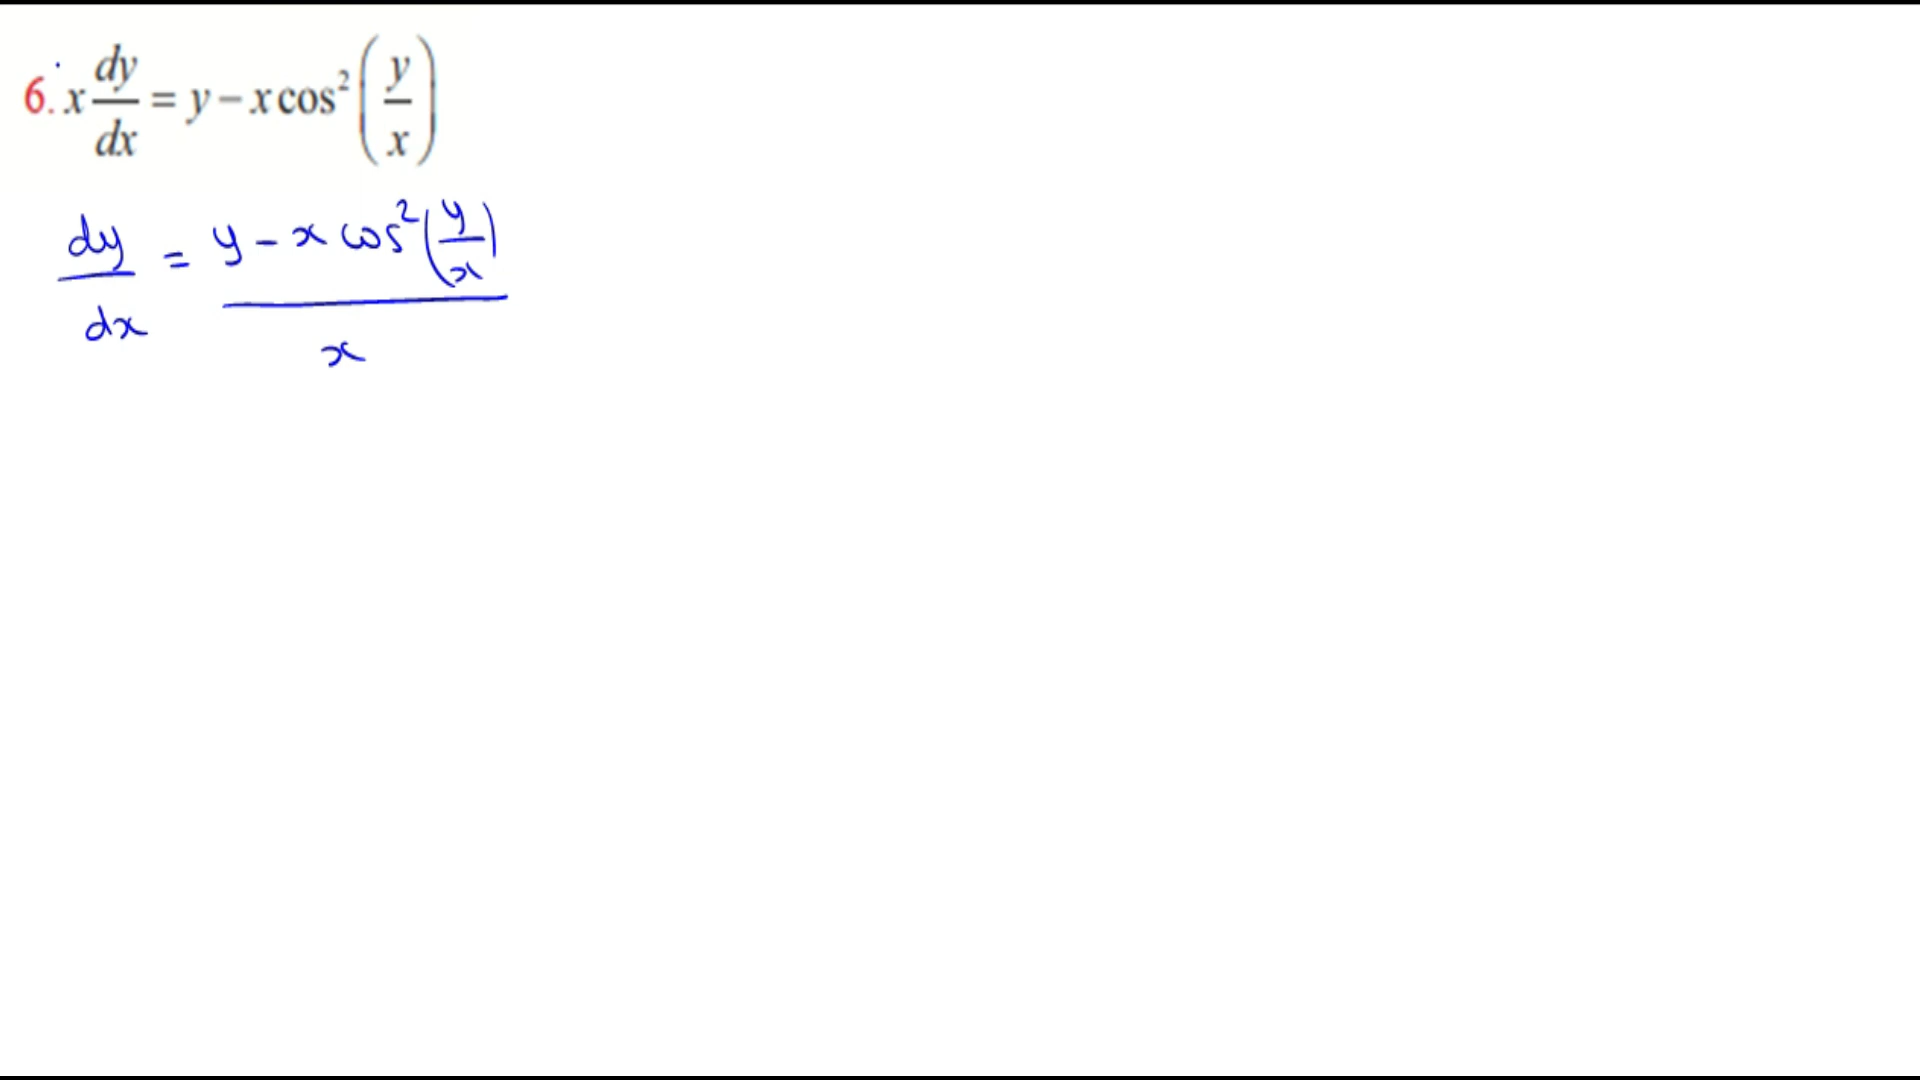 6. x dy/dx = y - x cos²(y/x)
dy/dx = (y - x cos²(y/x))/x